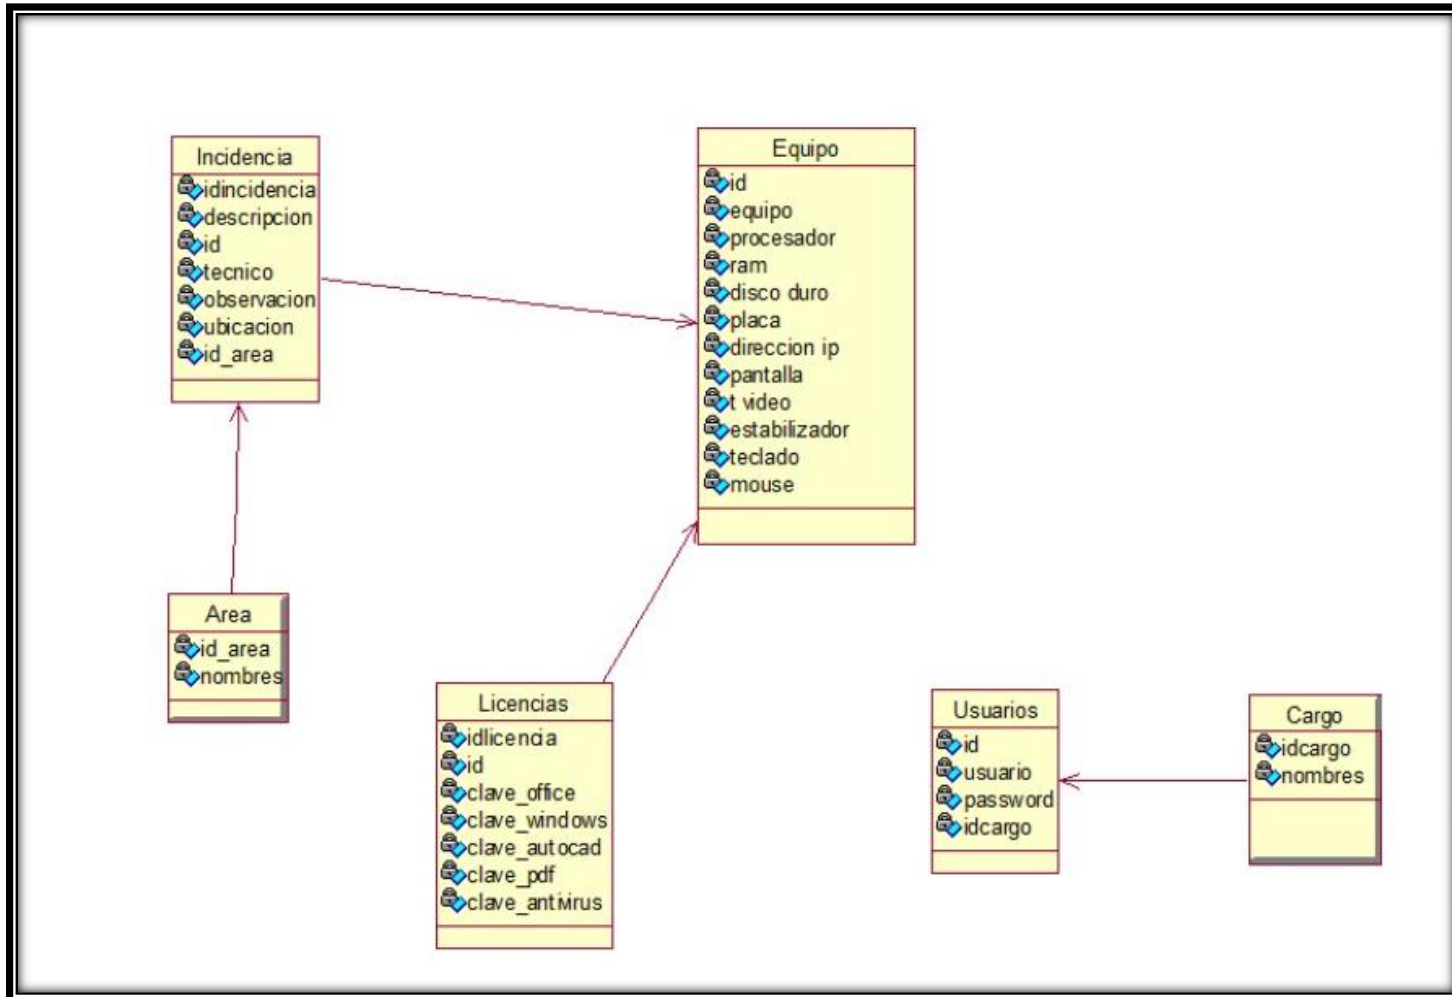 Incidencia
idincidencia
descripcion
id
tecnico
observacion
ubicacion
id_area
Equipo
id
equipo
procesador
ram
disco duro
placa
direccion ip
pantalla
t video
estabilizador
teclado
mouse
Area
id_area
nombres
Licencias
idlicencia
id
clave_office
clave_windows
clave_autocad
clave_pdf
clave_antivirus
Usuarios
id
usuario
password
idcargo
Cargo
idcargo
nombres